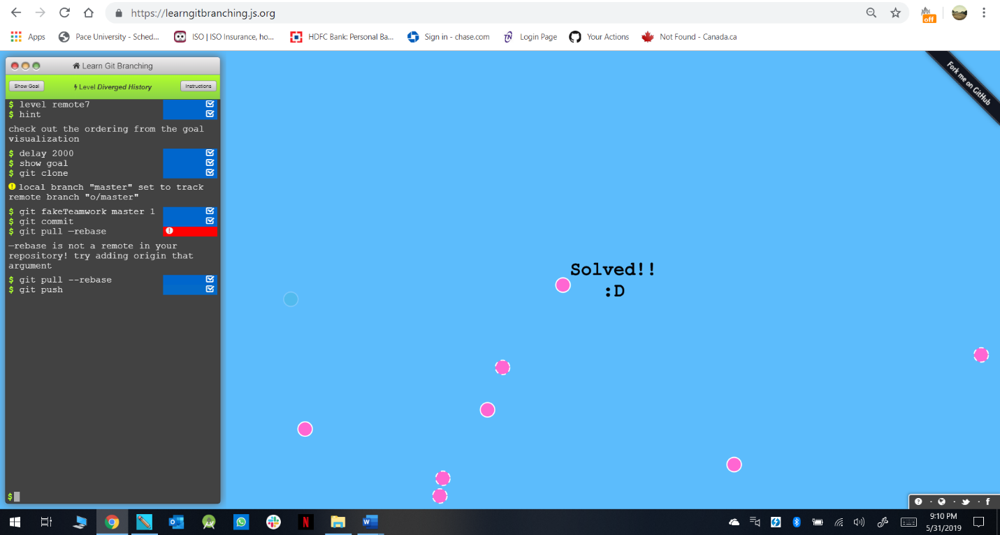 https://learngitbranching.js.org
off
Apps
Pace University - Sched...
ISO | ISO Insurance, ho...
HDFC Bank: Personal Ba...
Sign in - chase.com
Login Page
Your Actions
Not Found - Canada.ca
Learn Git Branching
Show Goal
Level Diverged History
Instructions
$ level remote7
$ hint
check out the ordering from the goal
visualization
$ delay 2000
$ show goal
$ git clone
local branch "master" set to track
remote branch "o/master"
$ git fakeTeamwork master 1
$ git commit
$ git pull —rebase
—rebase is not a remote in your
repository! try adding origin that
argument
$ git pull --rebase
$ git push
$
Solved!!
:D
Fork me on GitHub
9:10 PM
5/31/2019